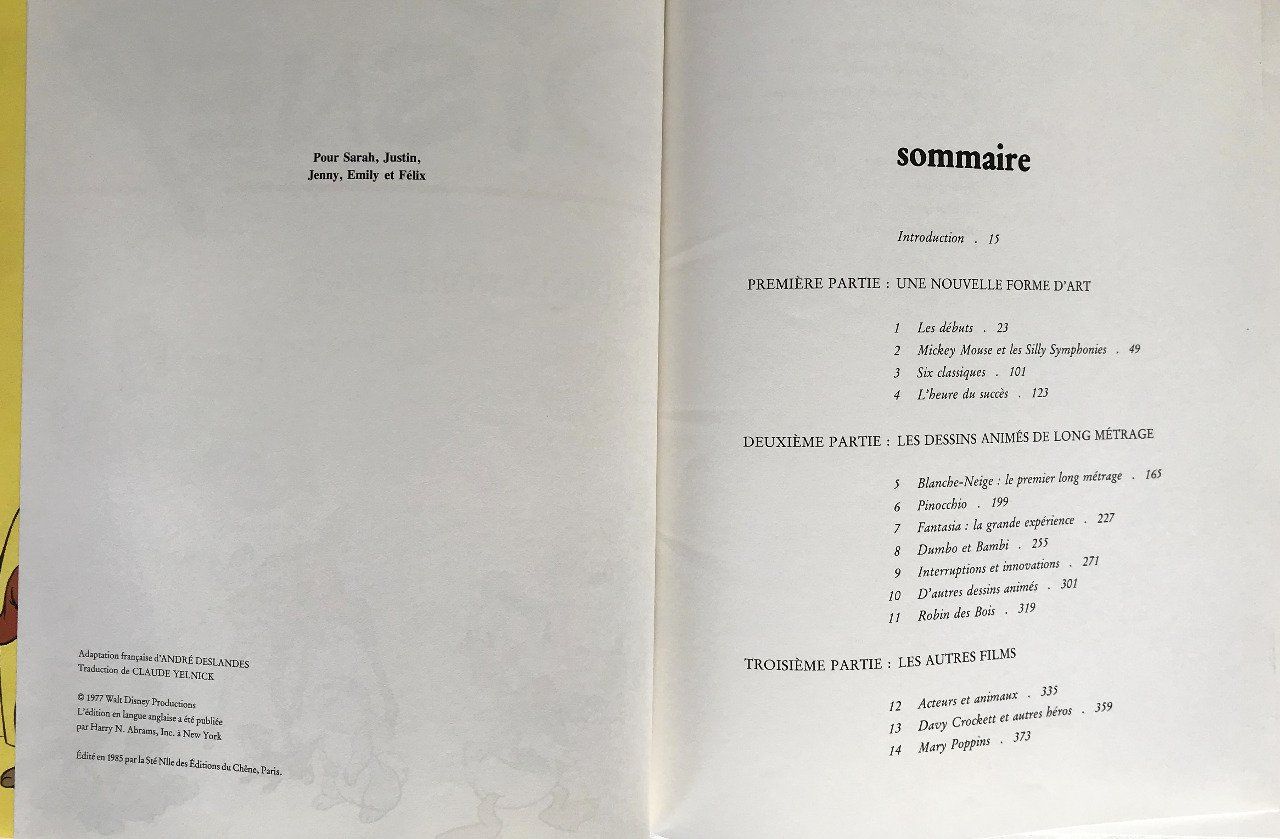 Pour Sarah, Justin,
Jenny, Emily et Félix
Adaptation française d'ANDRÉ DESLANDES
Traduction de CLAUDE YELNICK
© 1977 Walt Disney Productions
L'édition en langue anglaise a été publiée
par Harry N. Abrams, Inc. à New York
Édité en 1985 par la Sté Nlle des Éditions du Chêne, Paris.
sommaire
Introduction . 15
PREMIÈRE PARTIE : UNE NOUVELLE FORME D'ART
1 Les débuts . 23
2 Mickey Mouse et les Silly Symphonies . 49
3 Six classiques . 101
4 L'heure du succès . 123
DEUXIÈME PARTIE : LES DESSINS ANIMÉS DE LONG MÉTRAGE
5 Blanche-Neige : le premier long métrage . 165
6 Pinocchio . 199
7 Fantasia : la grande expérience . 227
8 Dumbo et Bambi . 255
9 Interruptions et innovations . 271
10 D'autres dessins animés . 301
11 Robin des Bois . 319
TROISIÈME PARTIE : LES AUTRES FILMS
12 Acteurs et animaux . 335
13 Davy Crockett et autres héros . 359
14 Mary Poppins . 373